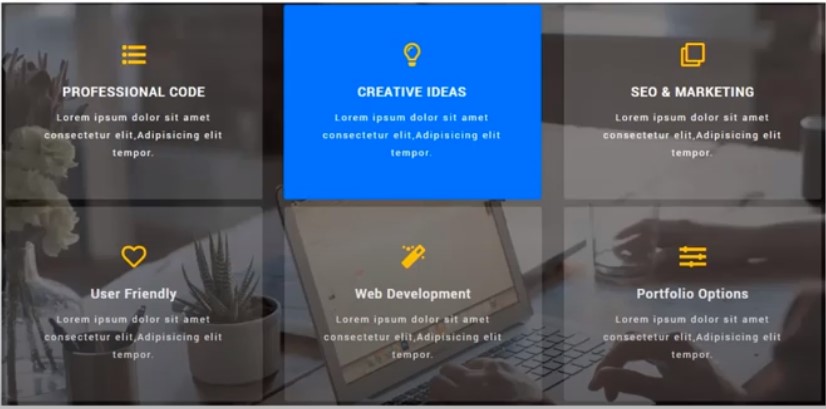 PROFESSIONAL CODE
Lorem ipsum dolor sit amet
consectetur elit,Adipisicing elit
tempor.
CREATIVE IDEAS
Lorem ipsum dolor sit amet
consectetur elit,Adipisicing elit
tempor.
SEO & MARKETING
Lorem ipsum dolor sit amet
consectetur elit,Adipisicing elit
tempor.
User Friendly
Lorem ipsum dolor sit amet
consectetur elit,Adipisicing elit
tempor.
Web Development
Lorem ipsum dolor sit amet
consectetur elit,Adipisicing elit
tempor.
Portfolio Options
Lorem ipsum dolor sit amet
consectetur elit,Adipisicing elit
tempor.